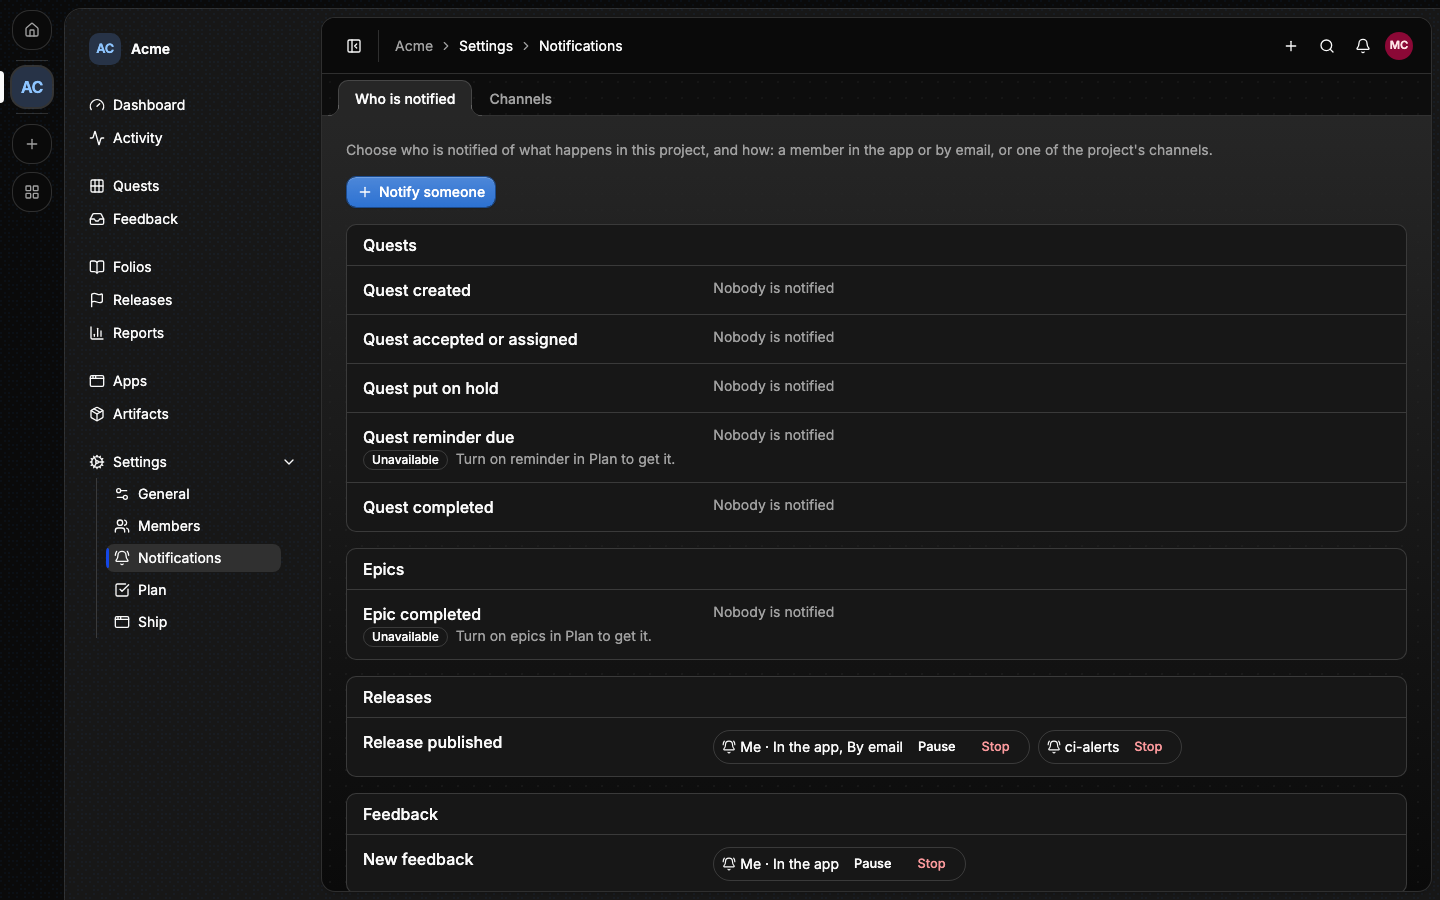 AC
Acme
AC
Dashboard
Activity
Quests
Feedback
Folios
Releases
Reports
Apps
Artifacts
Settings
General
Members
Notifications
Plan
Ship
Acme > Settings > Notifications
MC
Who is notified
Channels
Choose who is notified of what happens in this project, and how: a member in the app or by email, or one of the project's channels.
+ Notify someone
Quests
Quest created
Nobody is notified
Quest accepted or assigned
Nobody is notified
Quest put on hold
Nobody is notified
Quest reminder due
Nobody is notified
Unavailable Turn on reminder in Plan to get it.
Quest completed
Nobody is notified
Epics
Epic completed
Nobody is notified
Unavailable Turn on epics in Plan to get it.
Releases
Release published
Me · In the app, By email Pause Stop
ci-alerts Stop
Feedback
New feedback
Me · In the app Pause Stop